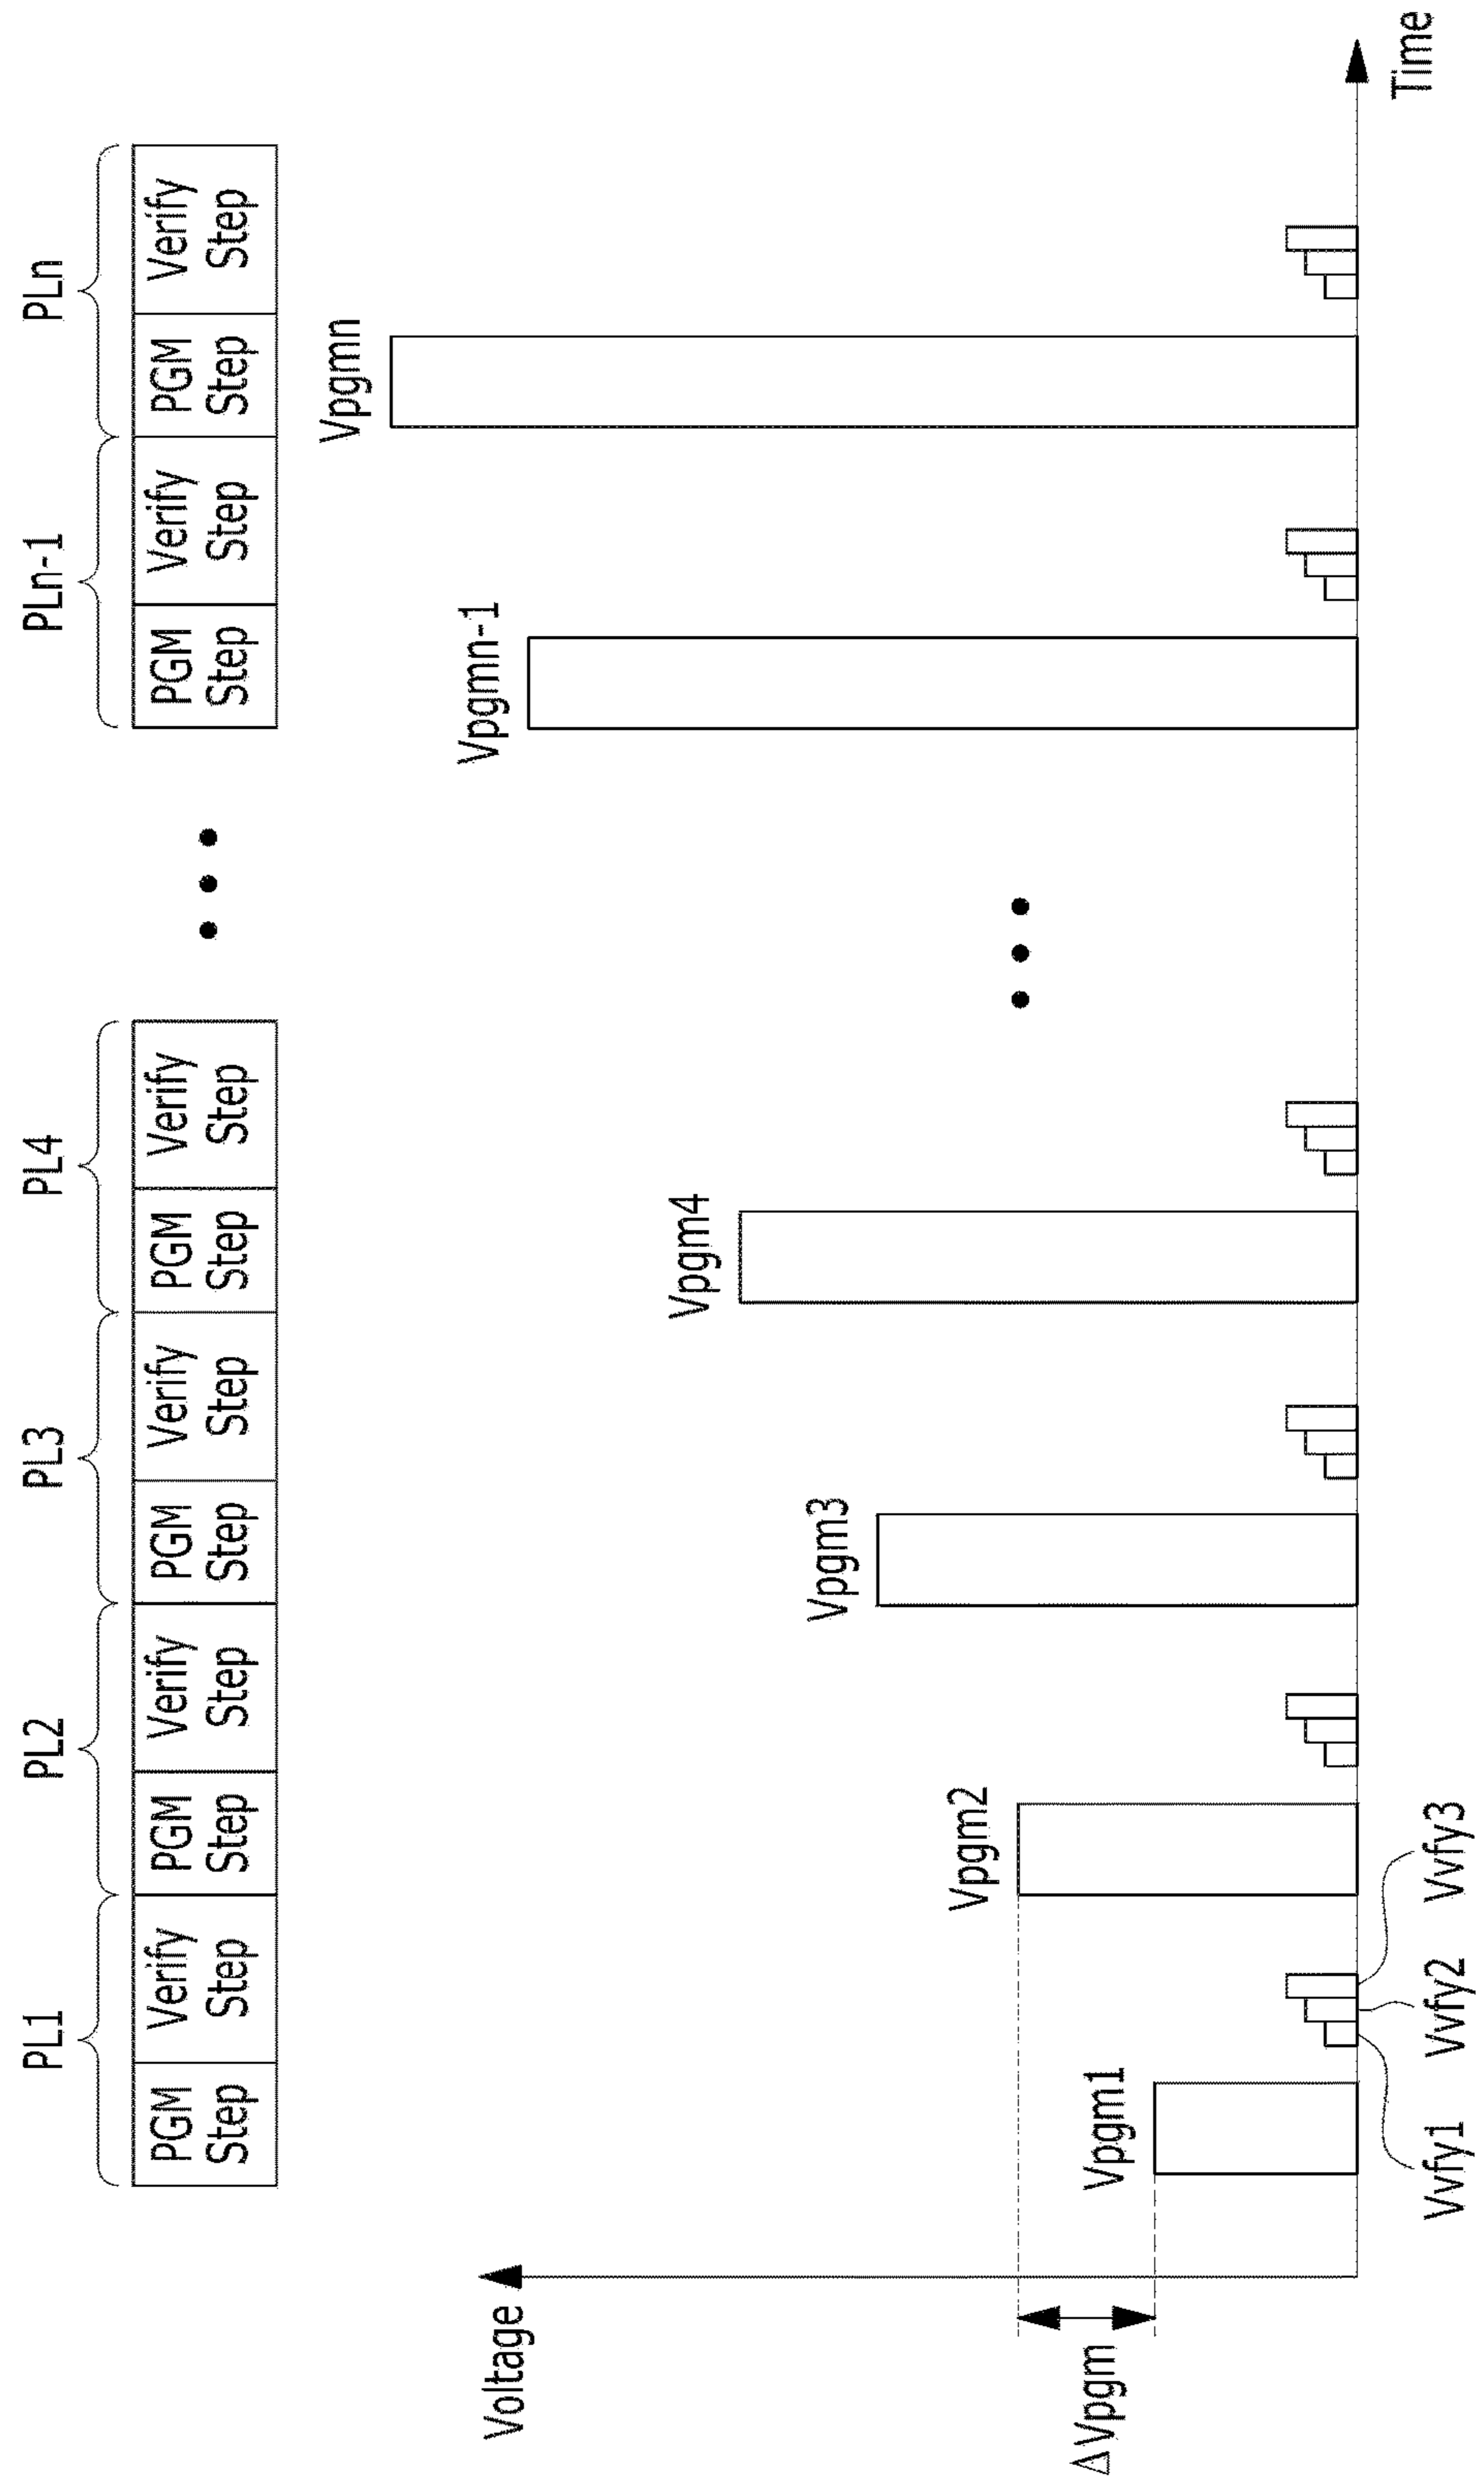 PL1
PL2
PL3
PL4
PLn-1
PLn
PGM
Step
Verify
Step
PGM
Step
Verify
Step
PGM
Step
Verify
Step
PGM
Step
Verify
Step
• • •
PGM
Step
Verify
Step
PGM
Step
Verify
Step
Voltage
ΔVpgm
Vpgm1
Vpgm2
Vpgm3
Vpgm4
• • •
Vpgmn-1
Vpgmn
Time
Vvfy1
Vvfy2
Vvfy3